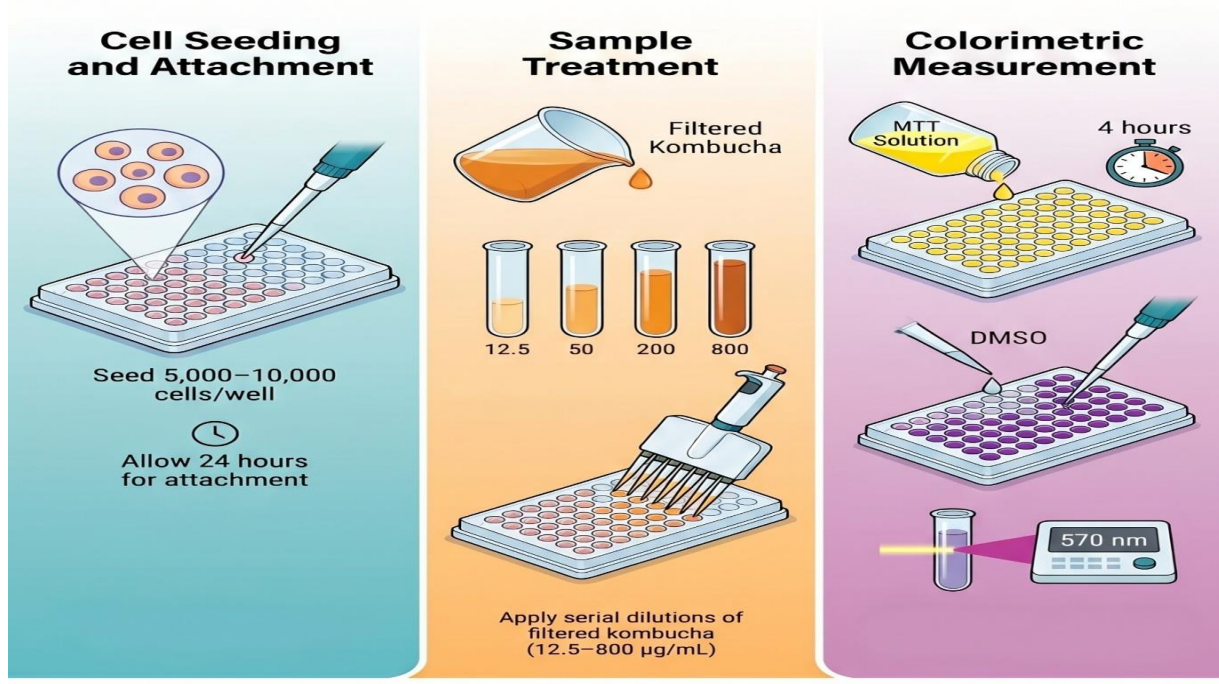 Cell Seeding
and Attachment
Seed 5,000–10,000
cells/well
Allow 24 hours
for attachment
Sample
Treatment
Filtered
Kombucha
12.5 50 200 800
Apply serial dilutions of
filtered kombucha
(12.5–800 µg/mL)
Colorimetric
Measurement
MTT
Solution
4 hours
DMSO
570 nm